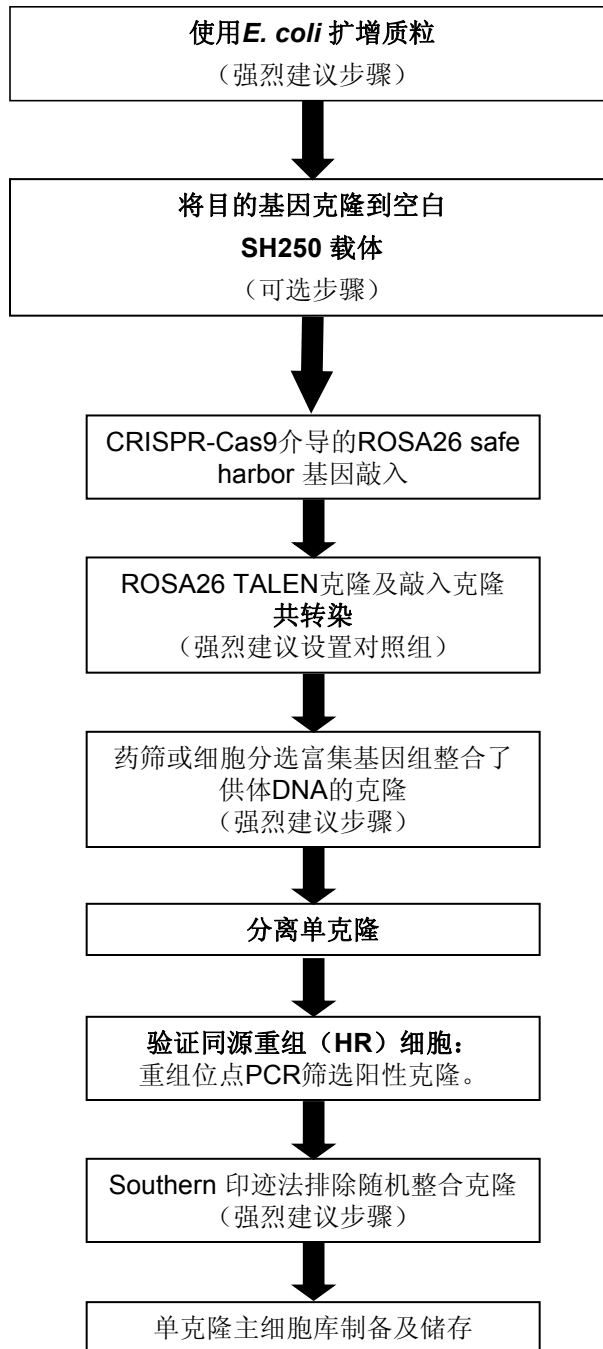 使用E. coli 扩增质粒
（强烈建议步骤）
将目的基因克隆到空白
SH250 载体
（可选步骤）
CRISPR-Cas9介导的ROSA26 safe
harbor 基因敲入
ROSA26 TALEN克隆及敲入克隆
共转染
（强烈建议设置对照组）
药筛或细胞分选富集基因组整合了
供体DNA的克隆
（强烈建议步骤）
分离单克隆
验证同源重组（HR）细胞：
重组位点PCR筛选阳性克隆。
Southern 印迹法排除随机整合克隆
（强烈建议步骤）
单克隆主细胞库制备及储存